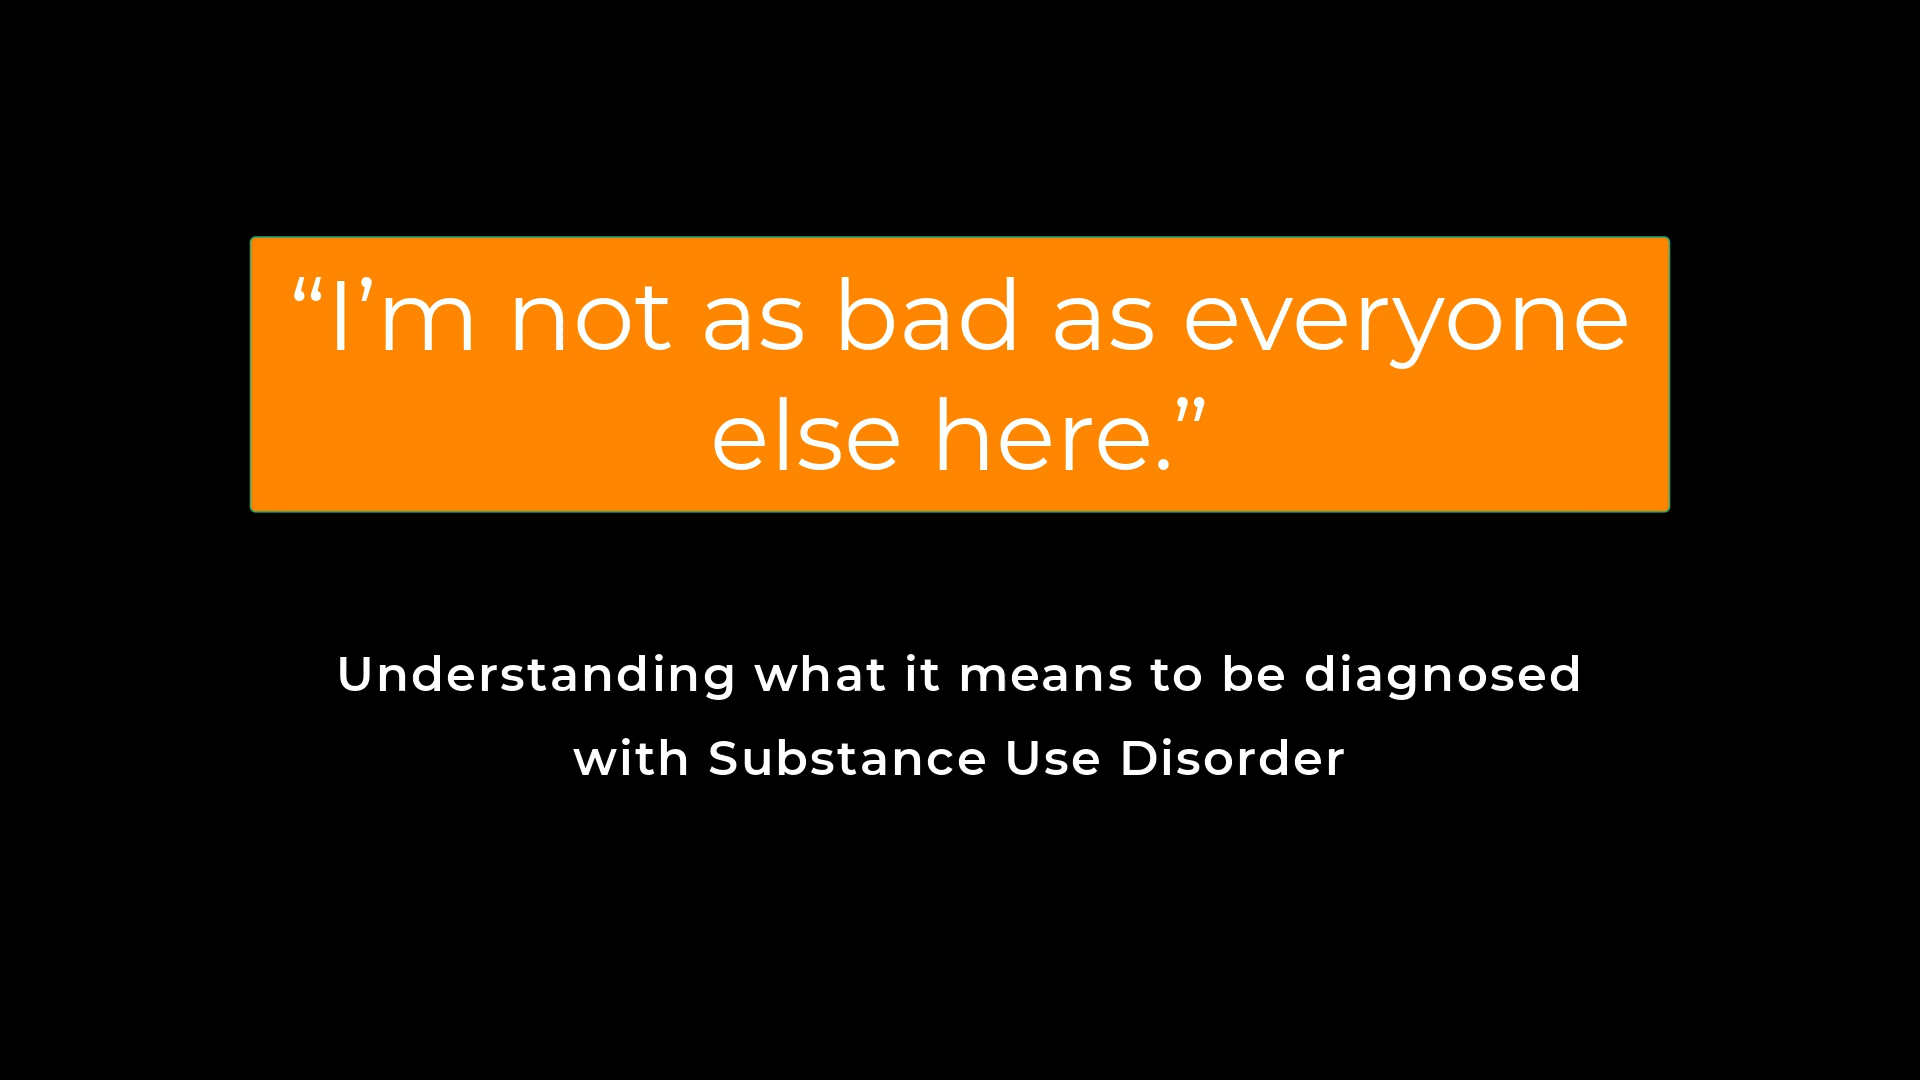 “I’m not as bad as everyone
else here.”
Understanding what it means to be diagnosed
with Substance Use Disorder